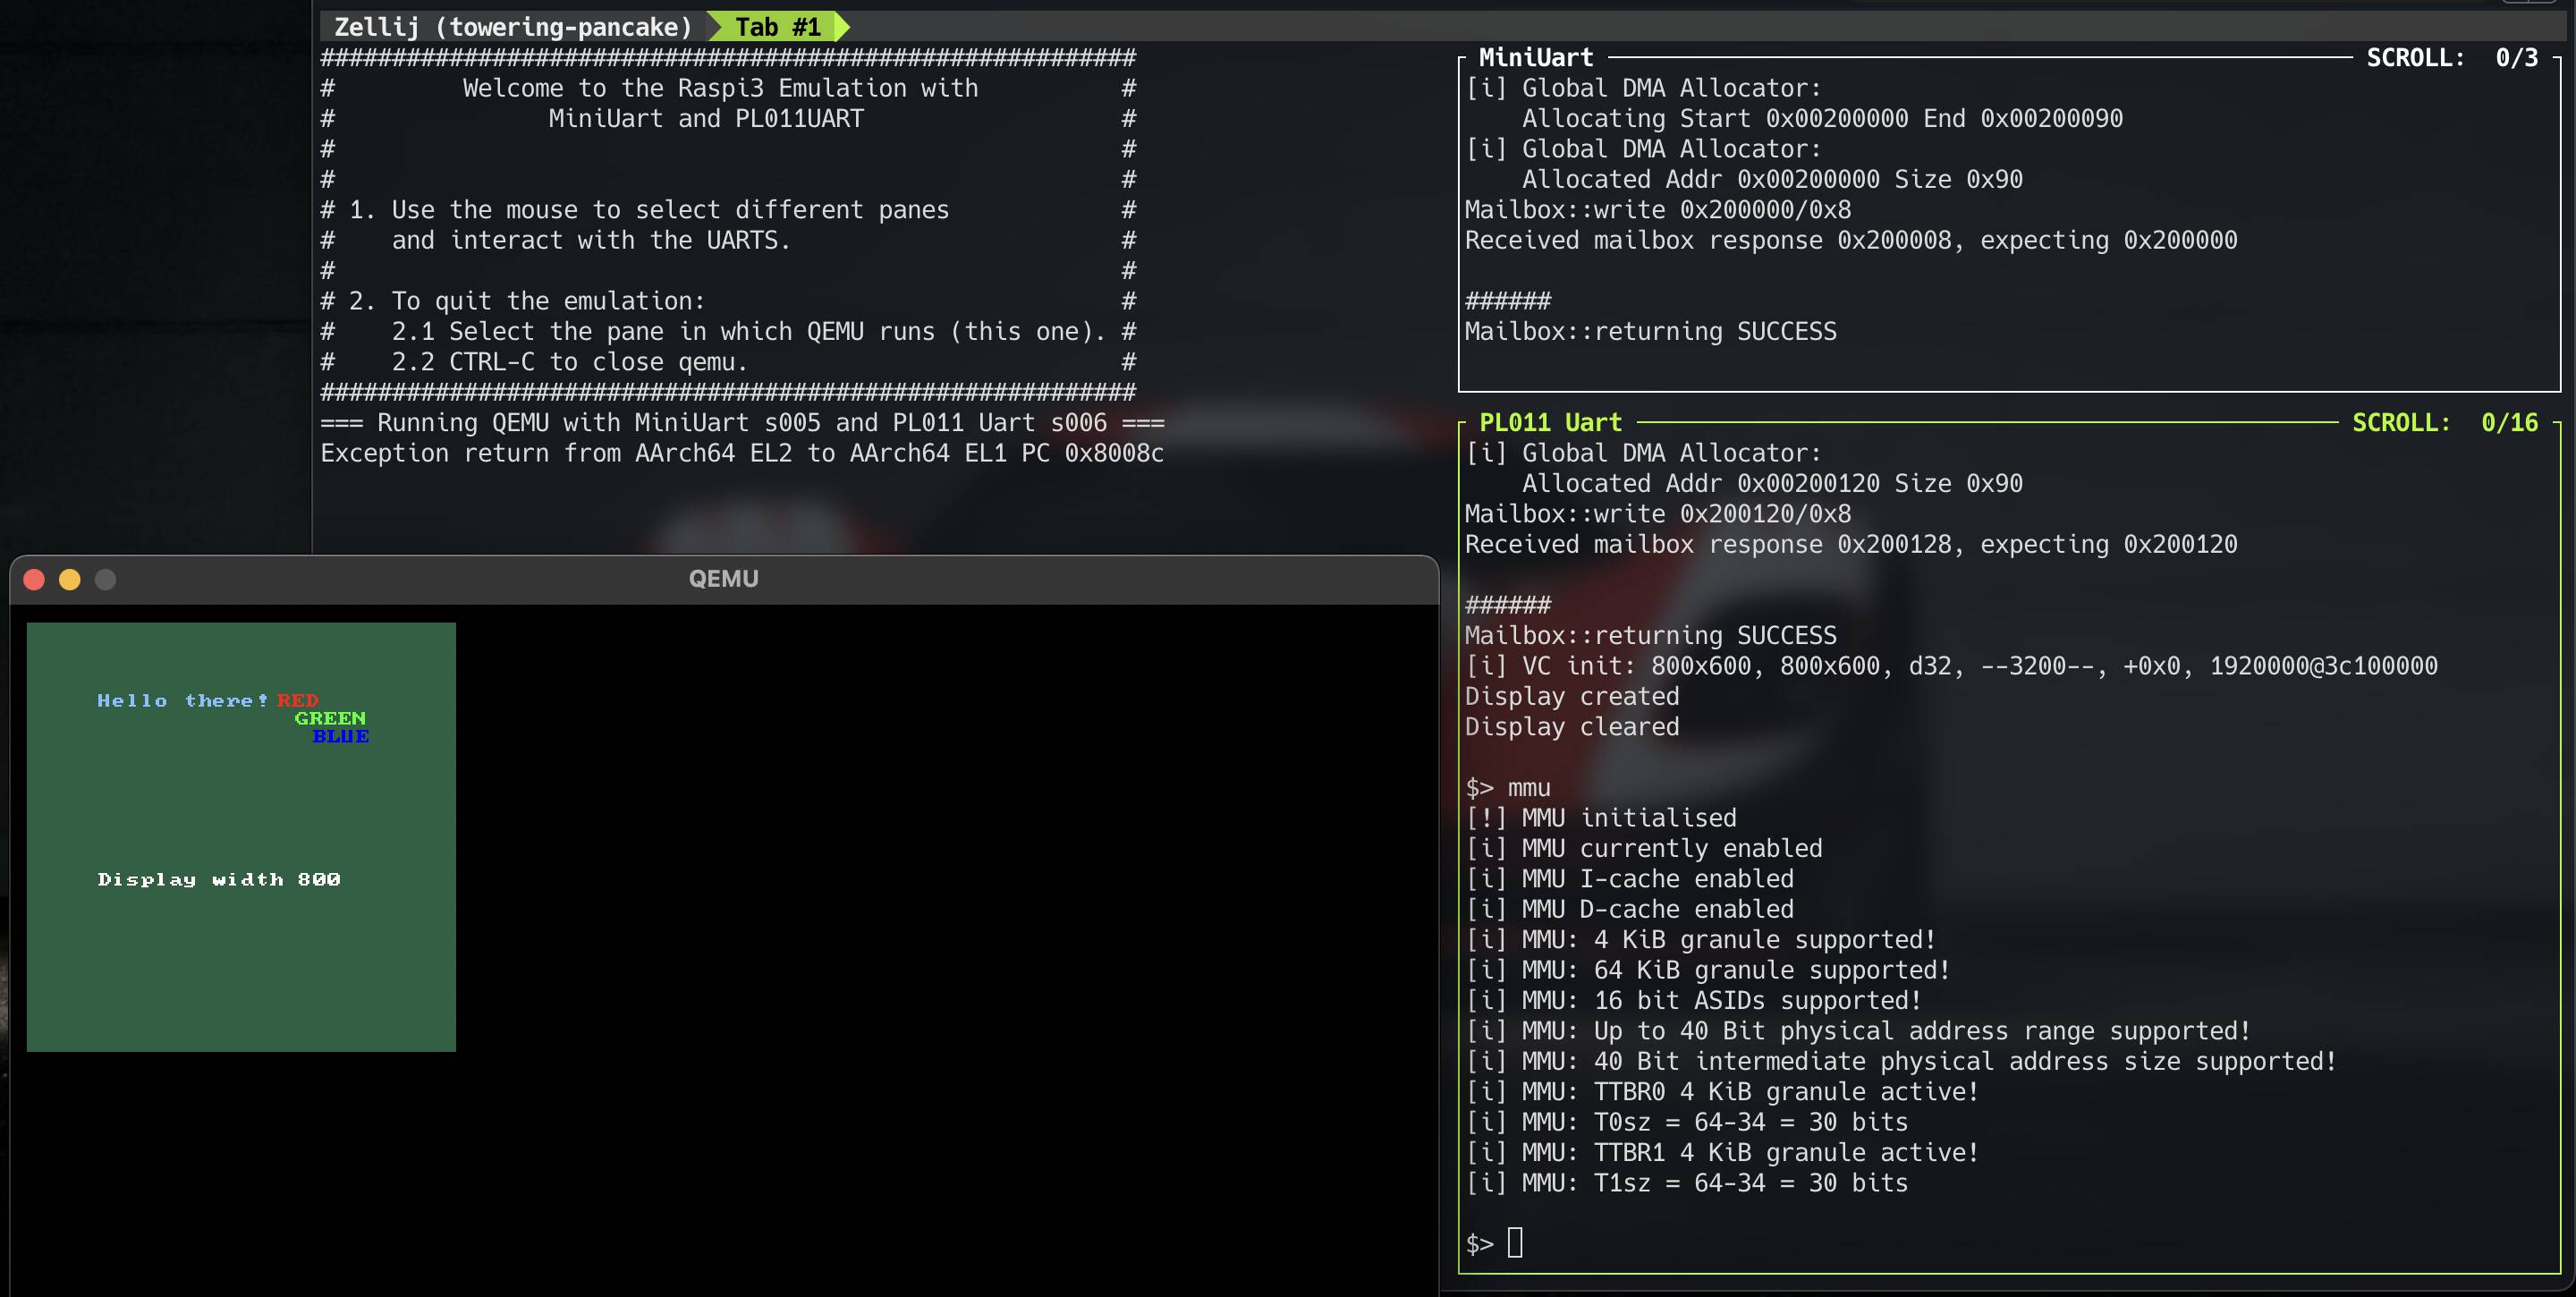 Zellij (towering-pancake) Tab #1
#########################################################
# Welcome to the Raspi3 Emulation with #
# MiniUart and PL011UART #
# #
# #
# 1. Use the mouse to select different panes #
# and interact with the UARTS. #
# #
# 2. To quit the emulation: #
# 2.1 Select the pane in which QEMU runs (this one). #
# 2.2 CTRL-C to close qemu. #
#########################################################
=== Running QEMU with MiniUart s005 and PL011 Uart s006 ===
Exception return from AArch64 EL2 to AArch64 EL1 PC 0x8008c
MiniUart SCROLL: 0/3
[i] Global DMA Allocator:
Allocating Start 0x00200000 End 0x00200090
[i] Global DMA Allocator:
Allocated Addr 0x00200000 Size 0x90
Mailbox::write 0x200000/0x8
Received mailbox response 0x200008, expecting 0x200000
######
Mailbox::returning SUCCESS
PL011 Uart SCROLL: 0/16
[i] Global DMA Allocator:
Allocated Addr 0x00200120 Size 0x90
Mailbox::write 0x200120/0x8
Received mailbox response 0x200128, expecting 0x200120
######
Mailbox::returning SUCCESS
[i] VC init: 800x600, 800x600, d32, --3200--, +0x0, 1920000@3c100000
Display created
Display cleared
$> mmu
[!] MMU initialised
[i] MMU currently enabled
[i] MMU I-cache enabled
[i] MMU D-cache enabled
[i] MMU: 4 KiB granule supported!
[i] MMU: 64 KiB granule supported!
[i] MMU: 16 bit ASIDs supported!
[i] MMU: Up to 40 Bit physical address range supported!
[i] MMU: 40 Bit intermediate physical address size supported!
[i] MMU: TTBR0 4 KiB granule active!
[i] MMU: T0sz = 64-34 = 30 bits
[i] MMU: TTBR1 4 KiB granule active!
[i] MMU: T1sz = 64-34 = 30 bits
$>
QEMU
Hello there! RED
GREEN
BLUE
Display width 800